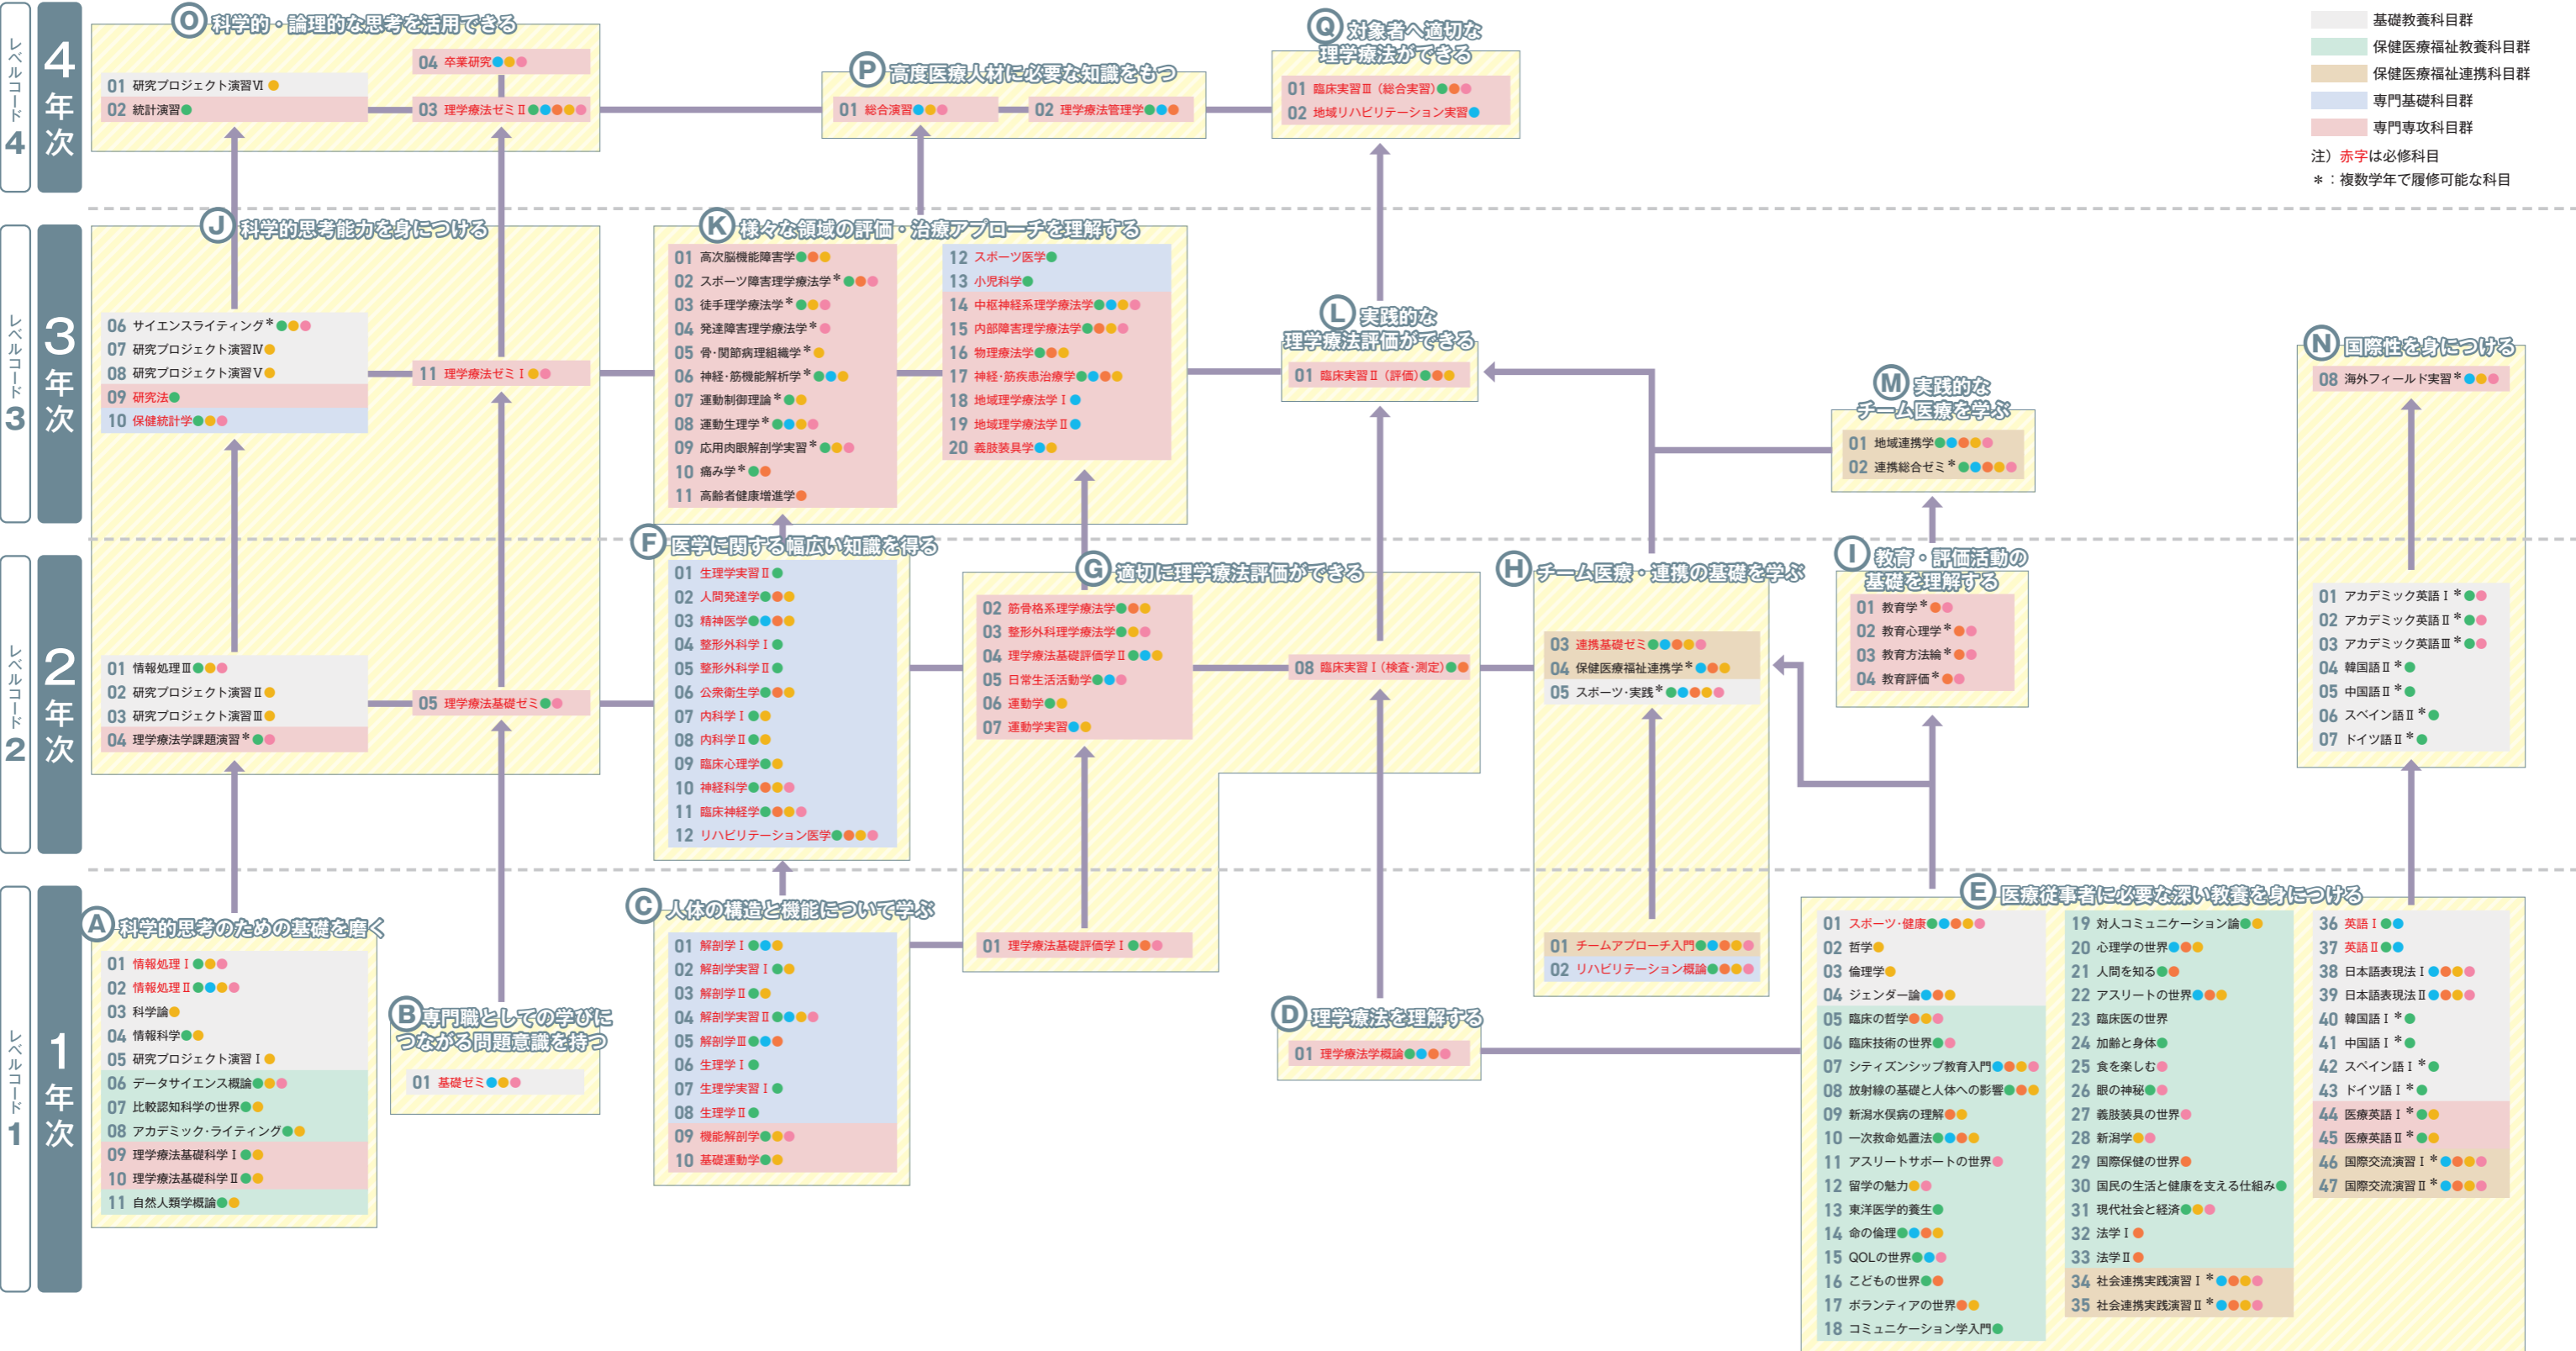 レベルコード4
4年次
O 科学的・論理的な思考を活用できる
01 研究プロジェクト演習Ⅵ
02 統計演習
04 卒業研究
03 理学療法ゼミⅡ
P 高度医療人材に必要な知識をもつ
01 総合演習
02 理学療法管理学
Q 対象者へ適切な
理学療法ができる
01 臨床実習Ⅲ（総合実習）
02 地域リハビリテーション実習
基礎教養科目群
保健医療福祉教養科目群
保健医療福祉連携科目群
専門基礎科目群
専門専攻科目群
注）赤字は必修科目
＊：複数学年で履修可能な科目
レベルコード3
3年次
J 科学的思考能力を身につける
06 サイエンスライティング＊
07 研究プロジェクト演習Ⅳ
08 研究プロジェクト演習Ⅴ
09 研究法
10 保健統計学
11 理学療法ゼミⅠ
K 様々な領域の評価・治療アプローチを理解する
01 高次脳機能障害学
02 スポーツ障害理学療法学＊
03 徒手理学療法学＊
04 発達障害理学療法学＊
05 骨・関節病理組織学＊
06 神経・筋機能解析学＊
07 運動制御理論＊
08 運動生理学＊
09 応用肉眼解剖学実習＊
10 痛み学＊
11 高齢者健康増進学
12 スポーツ医学
13 小児科学
14 中枢神経系理学療法学
15 内部障害理学療法学
16 物理療法学
17 神経・筋疾患治療学
18 地域理学療法学Ⅰ
19 地域理学療法学Ⅱ
20 義肢装具学
L 実践的な
理学療法評価ができる
01 臨床実習Ⅱ（評価）
M 実践的な
チーム医療を学ぶ
01 地域連携学
02 連携総合ゼミ＊
N 国際性を身につける
08 海外フィールド実習＊
レベルコード2
2年次
01 情報処理Ⅲ
02 研究プロジェクト演習Ⅱ
03 研究プロジェクト演習Ⅲ
04 理学療法学課題演習＊
05 理学療法基礎ゼミ
F 医学に関する幅広い知識を得る
01 生理学実習Ⅱ
02 人間発達学
03 精神医学
04 整形外科学Ⅰ
05 整形外科学Ⅱ
06 公衆衛生学
07 内科学Ⅰ
08 内科学Ⅱ
09 臨床心理学
10 神経科学
11 臨床神経学
12 リハビリテーション医学
G 適切に理学療法評価ができる
02 筋骨格系理学療法学
03 整形外科理学療法学
04 理学療法基礎評価学Ⅱ
05 日常生活活動学
06 運動学
07 運動学実習
08 臨床実習Ⅰ（検査・測定）
H チーム医療・連携の基礎を学ぶ
03 連携基礎ゼミ
04 保健医療福祉連携学＊
05 スポーツ・実践＊
I 教育・評価活動の
基礎を理解する
01 教育学＊
02 教育心理学＊
03 教育方法論＊
04 教育評価＊
01 アカデミック英語Ⅰ＊
02 アカデミック英語Ⅱ＊
03 アカデミック英語Ⅲ＊
04 韓国語Ⅱ＊
05 中国語Ⅱ＊
06 スペイン語Ⅱ＊
07 ドイツ語Ⅱ＊
レベルコード1
1年次
A 科学的思考のための基礎を磨く
01 情報処理Ⅰ
02 情報処理Ⅱ
03 科学論
04 情報科学
05 研究プロジェクト演習Ⅰ
06 データサイエンス概論
07 比較認知科学の世界
08 アカデミック・ライティング
09 理学療法基礎科学Ⅰ
10 理学療法基礎科学Ⅱ
11 自然人類学概論
B 専門職としての学びに
つながる問題意識を持つ
01 基礎ゼミ
C 人体の構造と機能について学ぶ
01 解剖学Ⅰ
02 解剖学実習Ⅰ
03 解剖学Ⅱ
04 解剖学実習Ⅱ
05 解剖学Ⅲ
06 生理学Ⅰ
07 生理学実習Ⅰ
08 生理学Ⅱ
09 機能解剖学
10 基礎運動学
01 理学療法基礎評価学Ⅰ
D 理学療法を理解する
01 理学療法学概論
01 チームアプローチ入門
02 リハビリテーション概論
E 医療従事者に必要な深い教養を身につける
01 スポーツ・健康
02 哲学
03 倫理学
04 ジェンダー論
05 臨床の哲学
06 臨床技術の世界
07 シティズンシップ教育入門
08 放射線の基礎と人体への影響
09 新潟水俣病の理解
10 一次救命処置法
11 アスリートサポートの世界
12 留学の魅力
13 東洋医学的養生
14 命の倫理
15 QOLの世界
16 こどもの世界
17 ボランティアの世界
18 コミュニケーション学入門
19 対人コミュニケーション論
20 心理学の世界
21 人間を知る
22 アスリートの世界
23 臨床医の世界
24 加齢と身体
25 食を楽しむ
26 眼の神秘
27 義肢装具の世界
28 新潟学
29 国際保健の世界
30 国民の生活と健康を支える仕組み
31 現代社会と経済
32 法学Ⅰ
33 法学Ⅱ
34 社会連携実践演習Ⅰ＊
35 社会連携実践演習Ⅱ＊
36 英語Ⅰ
37 英語Ⅱ
38 日本語表現法Ⅰ
39 日本語表現法Ⅱ
40 韓国語Ⅰ＊
41 中国語Ⅰ＊
42 スペイン語Ⅰ＊
43 ドイツ語Ⅰ＊
44 医療英語Ⅰ＊
45 医療英語Ⅱ＊
46 国際交流演習Ⅰ＊
47 国際交流演習Ⅱ＊